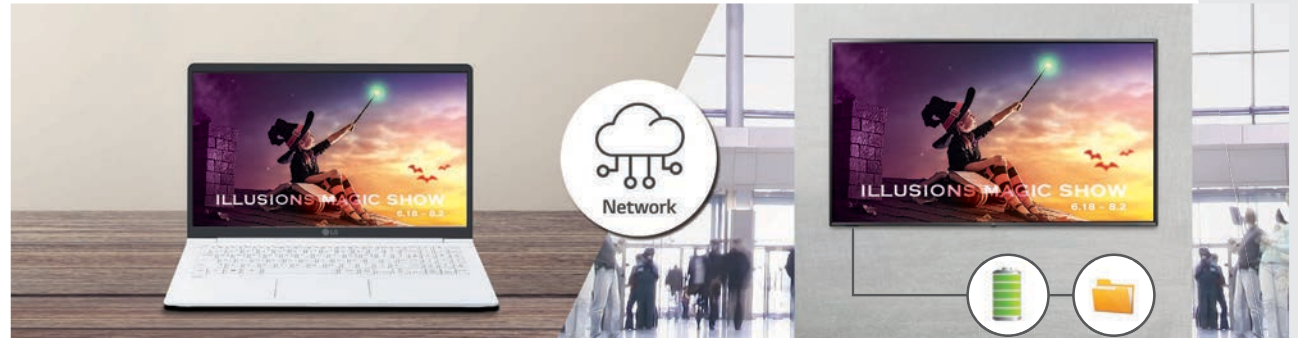 ILLUSIONS MAGIC SHOW
6.18 – 8.2
LG
Network
ILLUSIONS MAGIC SHOW
6.18 – 8.2